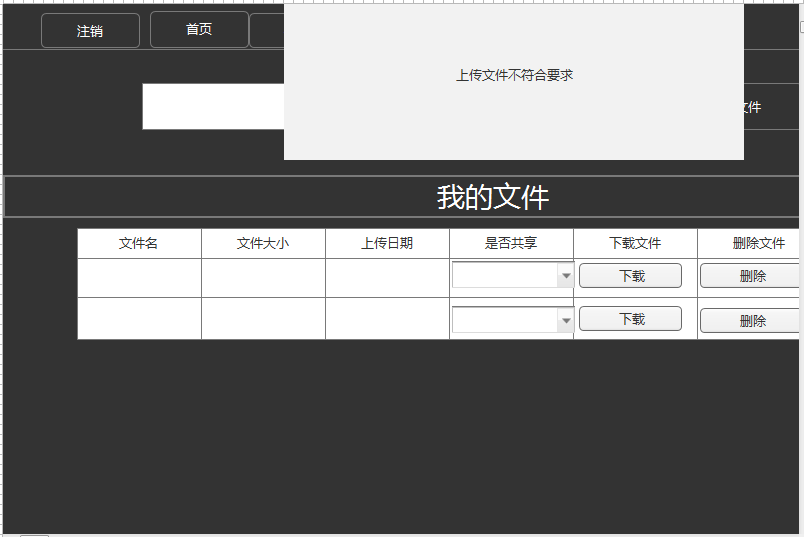 注销 首页
上传文件不符合要求
文件
我的文件
文件名 文件大小 上传日期 是否共享 下载文件 删除文件
下载 删除
下载 删除